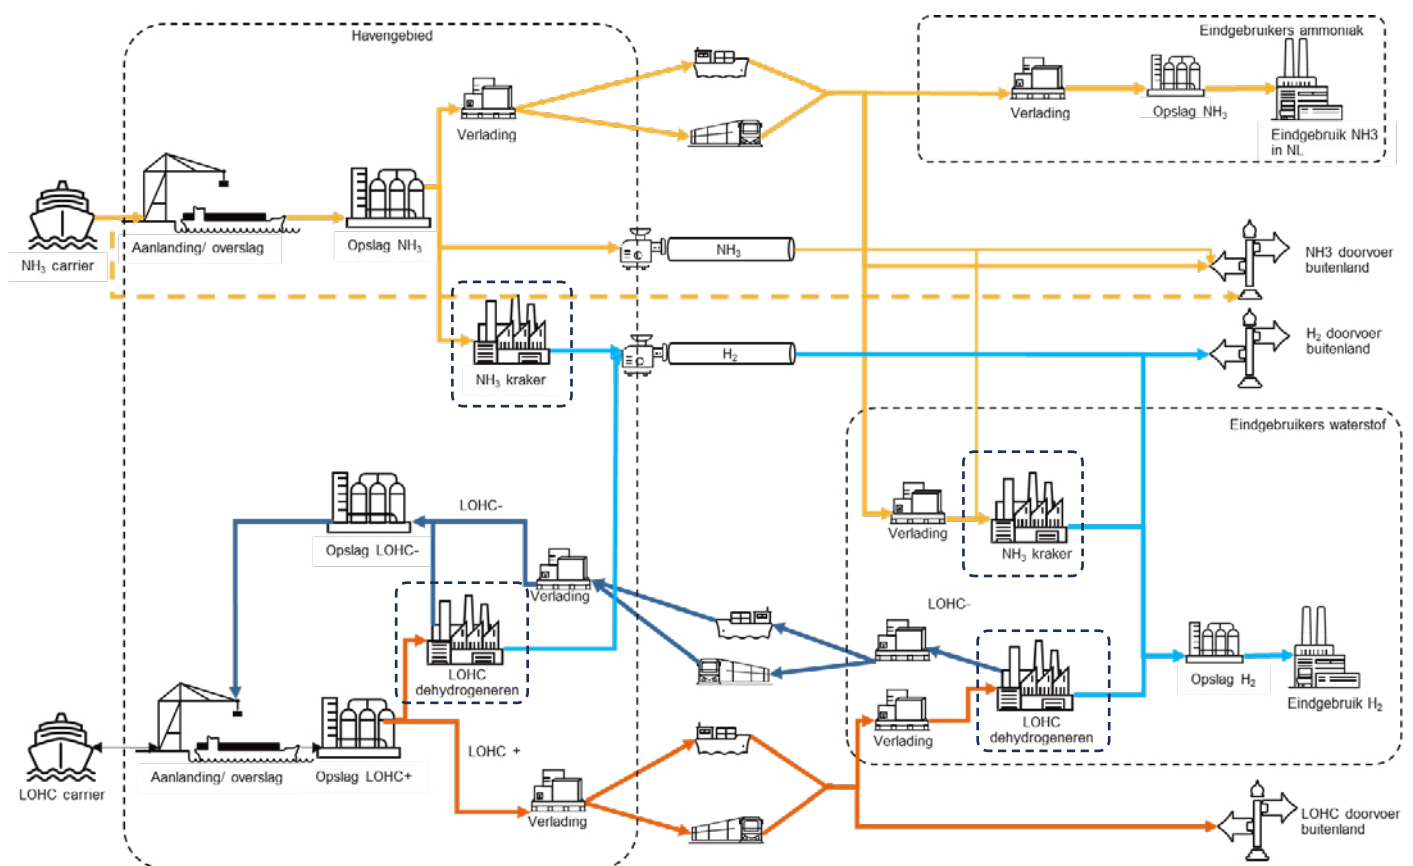 Havengebied
Eindgebruikers ammoniak
Verlading
Verlading
Opslag NH₃
Eindgebruik NH3
in NL
NH₃ carrier
Aanlanding/ overslag
Opslag NH₃
NH₃
NH3 doorvoer
buitenland
NH₃ kraker
H₂
H₂ doorvoer
buitenland
Eindgebruikers waterstof
LOHC-
Opslag LOHC-
Verlading
Verlading
NH₃ kraker
LOHC-
LOHC
dehydrogeneren
Opslag H₂
Eindgebruik H₂
LOHC carrier
Aanlanding/ overslag
Opslag LOHC+
LOHC +
Verlading
Verlading
LOHC
dehydrogeneren
LOHC doorvoer
buitenland